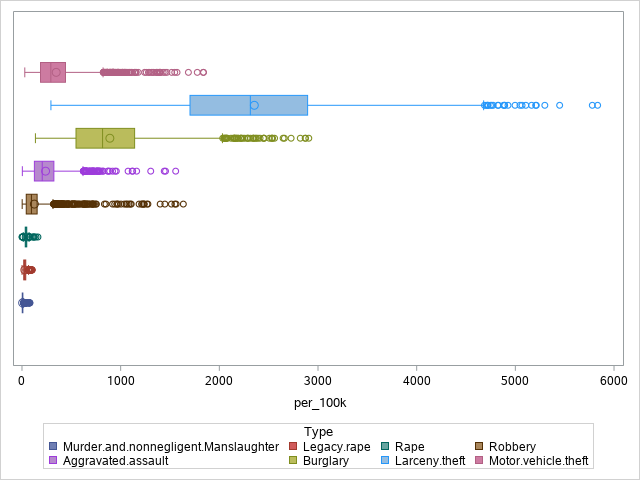 0 1000 2000 3000 4000 5000 6000
per_100k
Type
Murder.and.nonnegligent.Manslaughter Legacy.rape Rape Robbery
Aggravated.assault Burglary Larceny.theft Motor.vehicle.theft